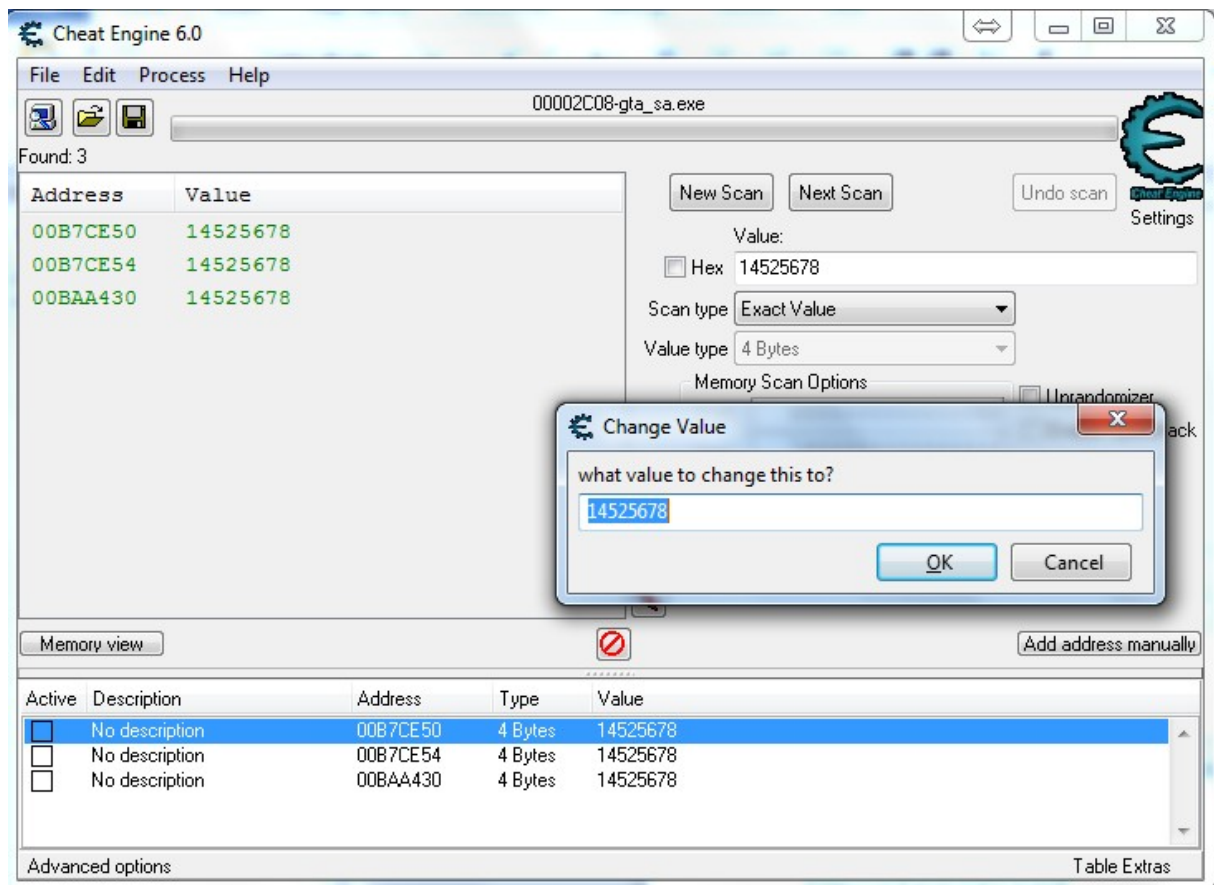 Cheat Engine 6.0
File Edit Process Help
00002C08-gta_sa.exe
Found: 3
Address Value
00B7CE50 14525678
00B7CE54 14525678
00BAA430 14525678
New Scan Next Scan Undo scan
Cheat Engine
Settings
Value:
Hex 14525678
Scan type Exact Value
Value type 4 Bytes
Memory Scan Options
Unrandomizer
ack
Change Value
what value to change this to?
14525678
OK Cancel
Memory view Add address manually
Active Description Address Type Value
No description 00B7CE50 4 Bytes 14525678
No description 00B7CE54 4 Bytes 14525678
No description 00BAA430 4 Bytes 14525678
Advanced options Table Extras